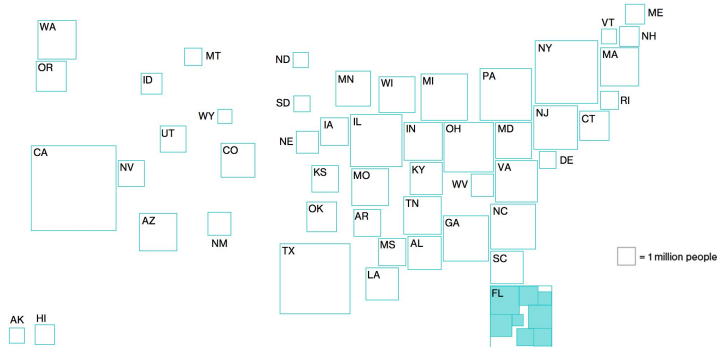 ME
VT
NH
WA
NY
MA
MT
OR
ND
MN
WI
MI
PA
ID
SD
RI
WY
NJ
CT
IA
IL
IN
OH
MD
UT
NE
CO
CA
DE
NV
KS
MO
KY
WV
VA
OK
AR
TN
NC
AZ
GA
NM
MS
AL
TX
SC
= 1 million people
LA
FL
AK
HI